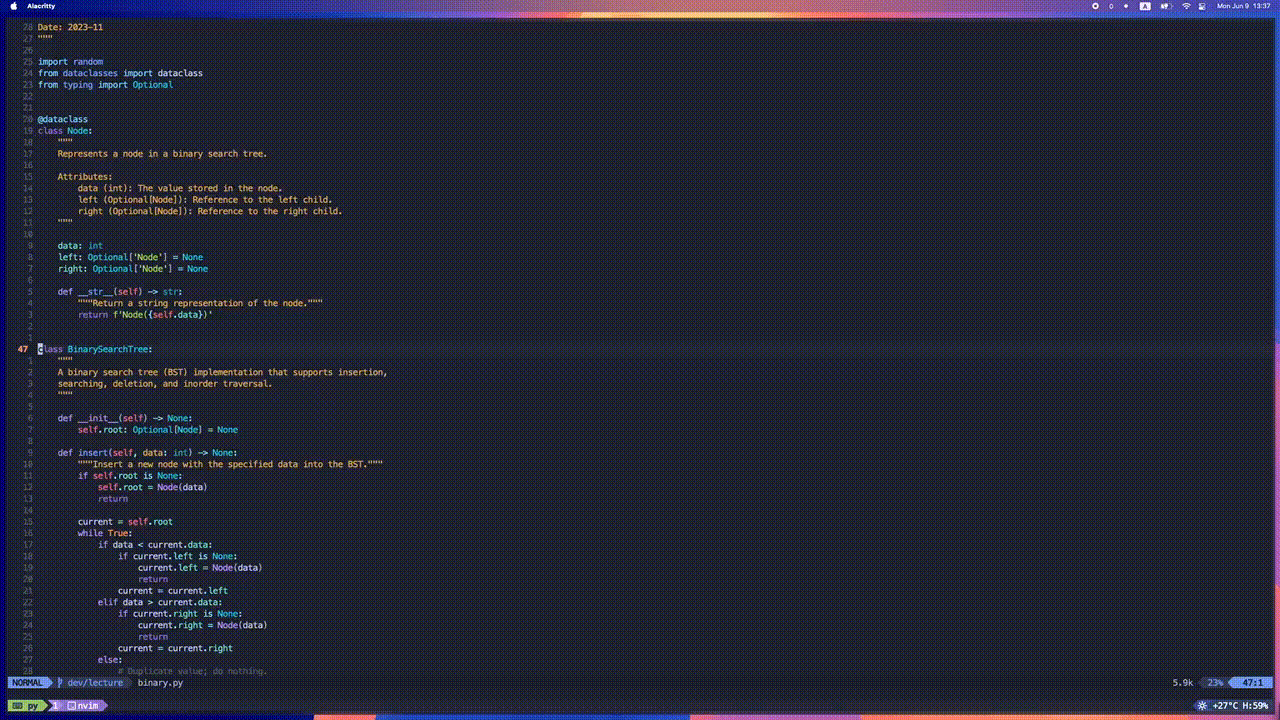 Alacritty
A
Mon Jun 9 13:37
28 Date: 2023-11
27 """
26
25 import random
24 from dataclasses import dataclass
23 from typing import Optional
22
21
20 @dataclass
19 class Node:
18     """
17     Represents a node in a binary search tree.
16
15     Attributes:
14         data (int): The value stored in the node.
13         left (Optional[Node]): Reference to the left child.
12         right (Optional[Node]): Reference to the right child.
11     """
10
9     data: int
8     left: Optional['Node'] = None
7     right: Optional['Node'] = None
6
5     def __str__(self) -> str:
4         """Return a string representation of the node."""
3         return f'Node({self.data})'
2
1
47 class BinarySearchTree:
1     """
2     A binary search tree (BST) implementation that supports insertion,
3     searching, deletion, and inorder traversal.
4     """
5
6     def __init__(self) -> None:
7         self.root: Optional[Node] = None
8
9     def insert(self, data: int) -> None:
10         """Insert a new node with the specified data into the BST."""
11         if self.root is None:
12             self.root = Node(data)
13             return
14
15         current = self.root
16         while True:
17             if data < current.data:
18                 if current.left is None:
19                     current.left = Node(data)
20                     return
21                 current = current.left
22             elif data > current.data:
23                 if current.right is None:
24                     current.right = Node(data)
25                     return
26                 current = current.right
27             else:
28                 # Duplicate value; do nothing.
NORMAL dev/lecture binary.py 5.9k 23% 47:1
py 1 nvim +27°C H:59%